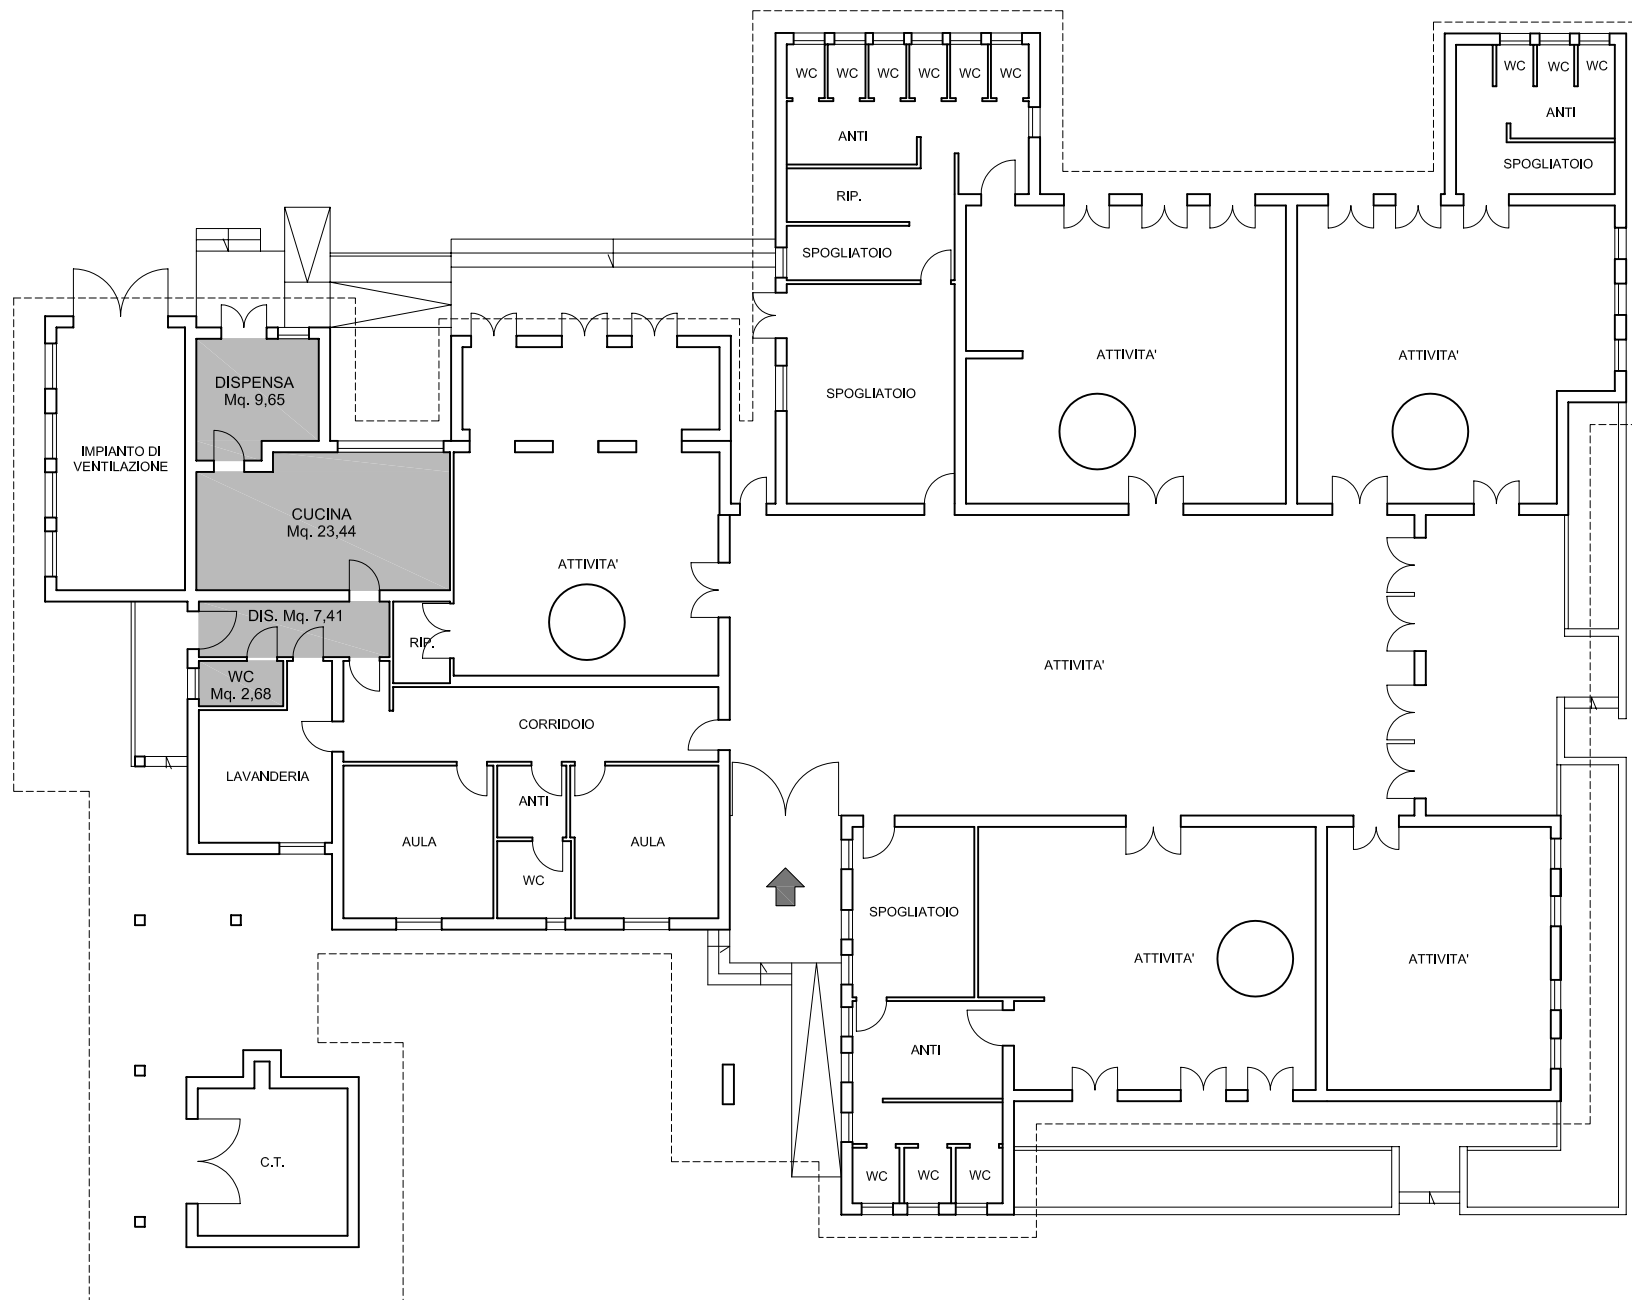 WC WC WC WC WC WC
WC WC WC
ANTI
ANTI
SPOGLIATOIO
RIP.
SPOGLIATOIO
DISPENSA
Mq. 9,65
ATTIVITA'
ATTIVITA'
SPOGLIATOIO
IMPIANTO DI
VENTILAZIONE
CUCINA
Mq. 23,44
ATTIVITA'
DIS. Mq. 7,41
RIP.
ATTIVITA'
WC
Mq. 2,68
CORRIDOIO
LAVANDERIA
ANTI
AULA
AULA
WC
SPOGLIATOIO
ATTIVITA'
ATTIVITA'
ANTI
C.T.
WC WC WC